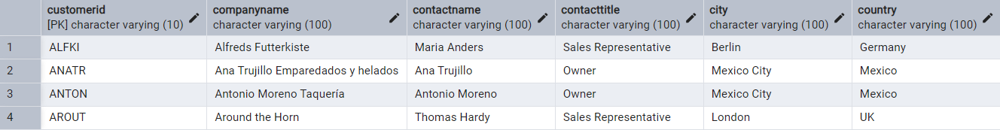 customerid companyname contactname contacttitle city country
[PK] character varying (10) character varying (100) character varying (100) character varying (100) character varying (100) character varying (100)
1 ALFKI Alfreds Futterkiste Maria Anders Sales Representative Berlin Germany
2 ANATR Ana Trujillo Emparedados y helados Ana Trujillo Owner Mexico City Mexico
3 ANTON Antonio Moreno Taquería Antonio Moreno Owner Mexico City Mexico
4 AROUT Around the Horn Thomas Hardy Sales Representative London UK